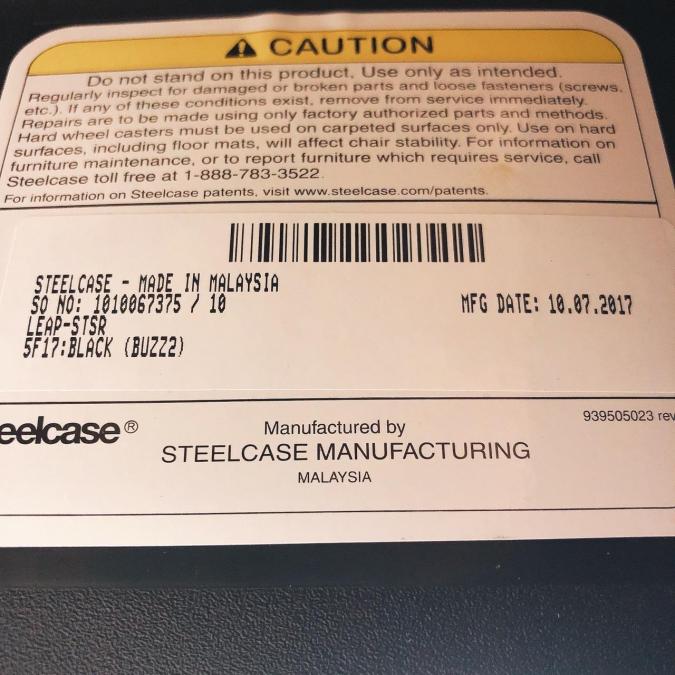 CAUTION
Do not stand on this product. Use only as intended.
Regularly inspect for damaged or broken parts and loose fasteners (screws,
etc.). If any of these conditions exist, remove from service immediately.
Repairs are to be made using only factory authorized parts and methods.
Hard wheel casters must be used on carpeted surfaces only. Use on hard
surfaces, including floor mats, will affect chair stability. For information on
furniture maintenance, or to report furniture which requires service, call
Steelcase toll free at 1-888-783-3522.
For information on Steelcase patents, visit www.steelcase.com/patents.
STEELCASE - MADE IN MALAYSIA
SO NO: 1010067375 / 10 MFG DATE: 10.07.2017
LEAP-STSR
5F17:BLACK (BUZZ2)
eelcase® Manufactured by 939505023 rev
STEELCASE MANUFACTURING
MALAYSIA